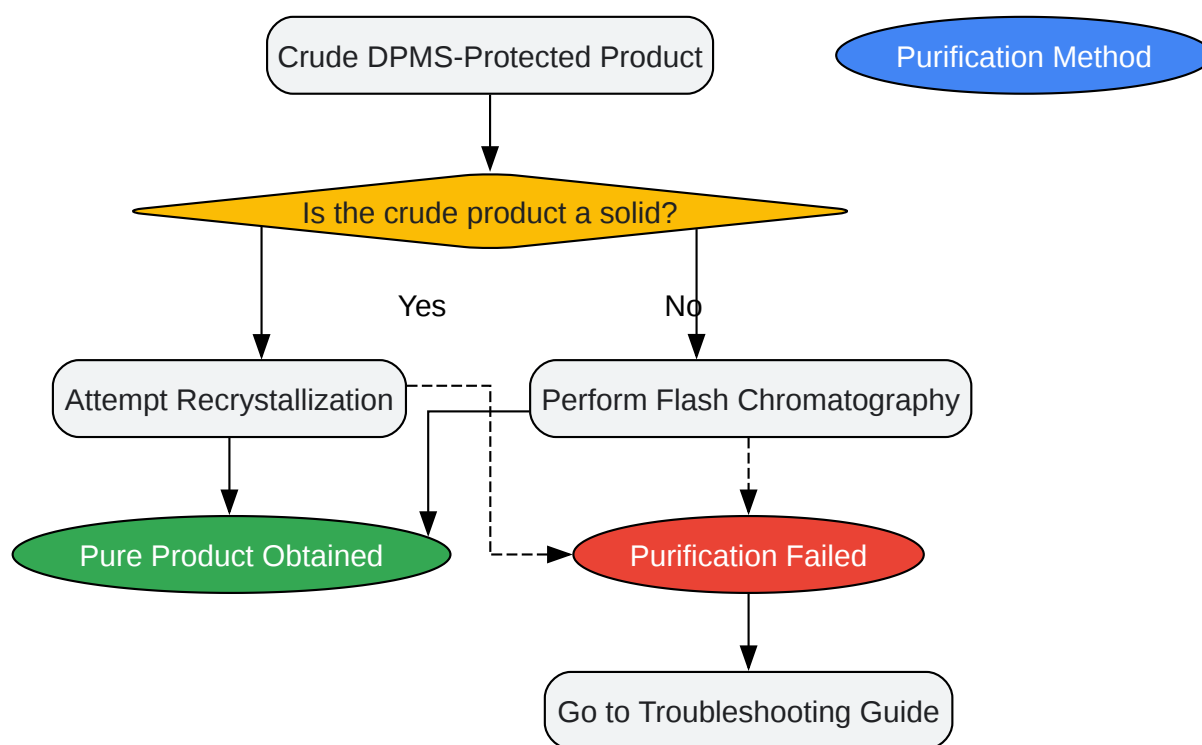 Crude DPMS-Protected Product
Purification Method
Is the crude product a solid?
Yes
No
Attempt Recrystallization
Perform Flash Chromatography
Pure Product Obtained
Purification Failed
Go to Troubleshooting Guide